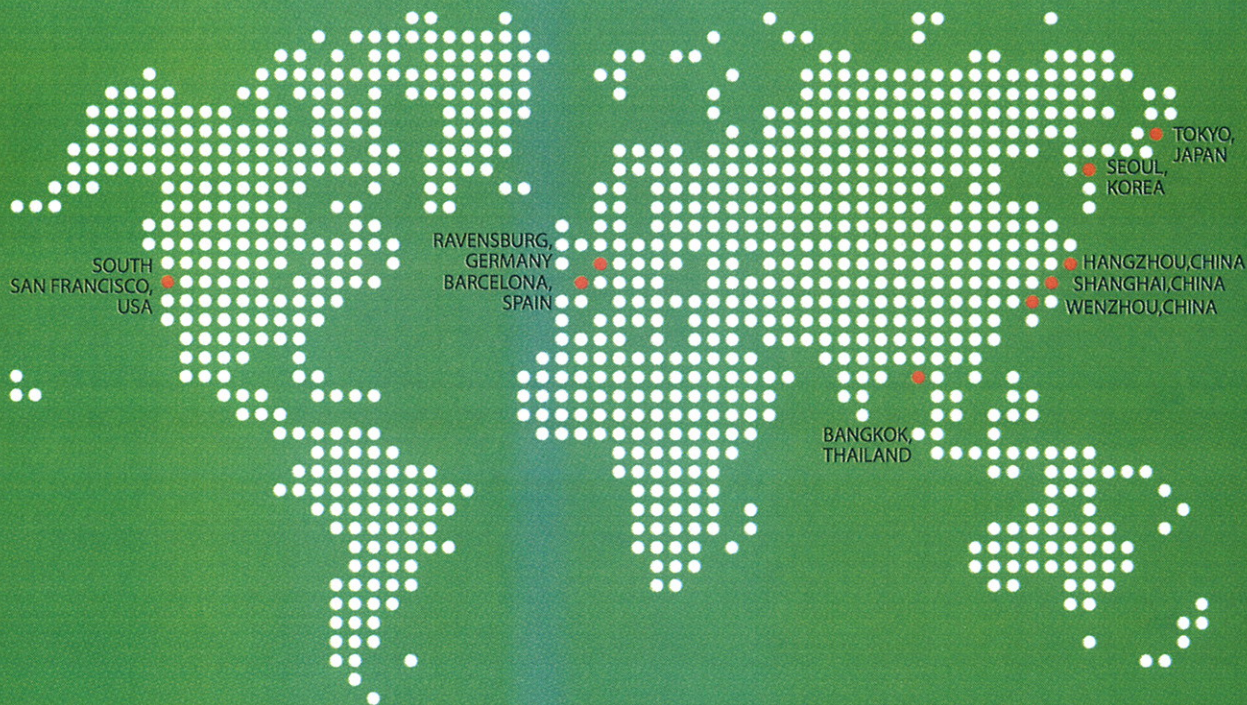 TOKYO,
JAPAN
SEOUL,
KOREA
RAVENSBURG,
GERMANY
BARCELONA,
SPAIN
SOUTH
SAN FRANCISCO,
USA
HANGZHOU,CHINA
SHANGHAI,CHINA
WENZHOU,CHINA
BANGKOK,
THAILAND